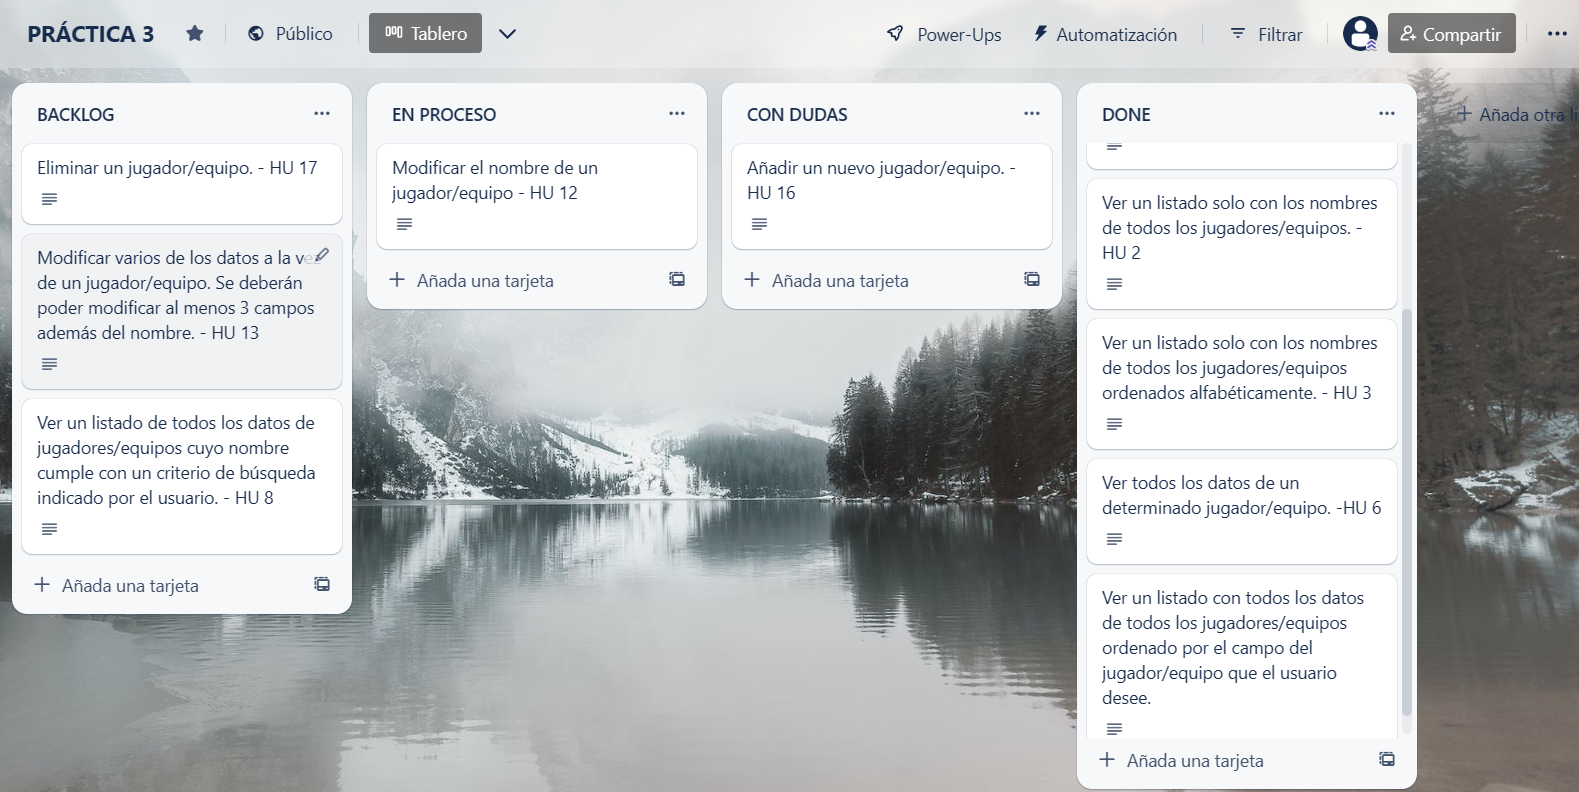 PRÁCTICA 3
Público
Tablero
Power-Ups
Automatización
Filtrar
Compartir
BACKLOG
Eliminar un jugador/equipo. - HU 17
Modificar varios de los datos a la vez
de un jugador/equipo. Se deberán
poder modificar al menos 3 campos
además del nombre. - HU 13
Ver un listado de todos los datos de
jugadores/equipos cuyo nombre
cumple con un criterio de búsqueda
indicado por el usuario. - HU 8
Añada una tarjeta
EN PROCESO
Modificar el nombre de un
jugador/equipo - HU 12
Añada una tarjeta
CON DUDAS
Añadir un nuevo jugador/equipo. -
HU 16
Añada una tarjeta
DONE
Ver un listado solo con los nombres
de todos los jugadores/equipos. -
HU 2
Ver un listado solo con los nombres
de todos los jugadores/equipos
ordenados alfabéticamente. - HU 3
Ver todos los datos de un
determinado jugador/equipo. -HU 6
Ver un listado con todos los datos
de todos los jugadores/equipos
ordenado por el campo del
jugador/equipo que el usuario
desee.
Añada una tarjeta
Añada otra li